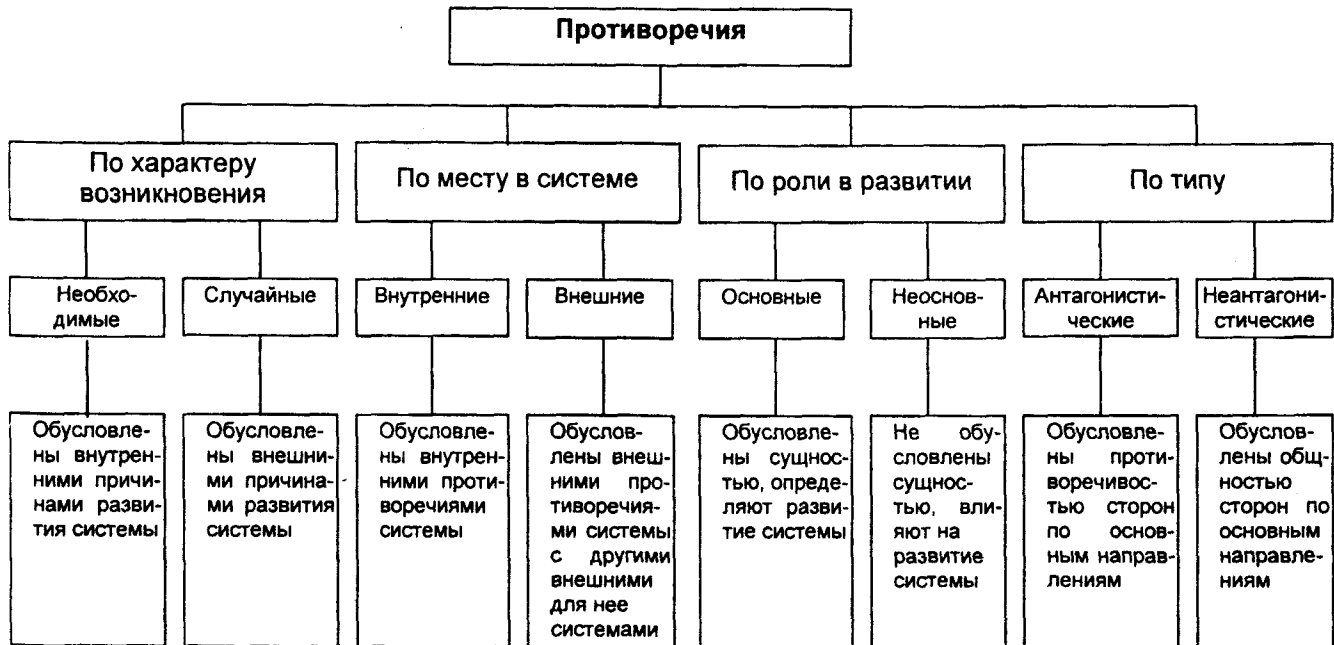 Противоречия
По характеру
возникновения
По месту в системе
По роли в развитии
По типу
Необхо-
димые
Случайные
Внутренние
Внешние
Основные
Неоснов-
ные
Антагонисти-
ческие
Неантагони-
стические
Обусловле-
ны внутрен-
ними причи-
нами разви-
тия системы
Обусловле-
ны внешни-
ми причина-
ми развития
системы
Обусловле-
ны внутрен-
ними проти-
воречиями
системы
Обуслов-
лены внеш-
ними про-
тиворечия-
ми системы
с другими
внешними
для нее
системами
Обусловле-
ны сущнос-
тью, опреде-
ляют разви-
тие системы
Не обу-
словлены
сущнос-
тью, вли-
яют на
развитие
системы
Обусловле-
ны проти-
воречивос-
тью сторон
по основ-
ным направ-
лениям
Обуслов-
лены общ-
ностью
сторон по
основным
направле-
ниям